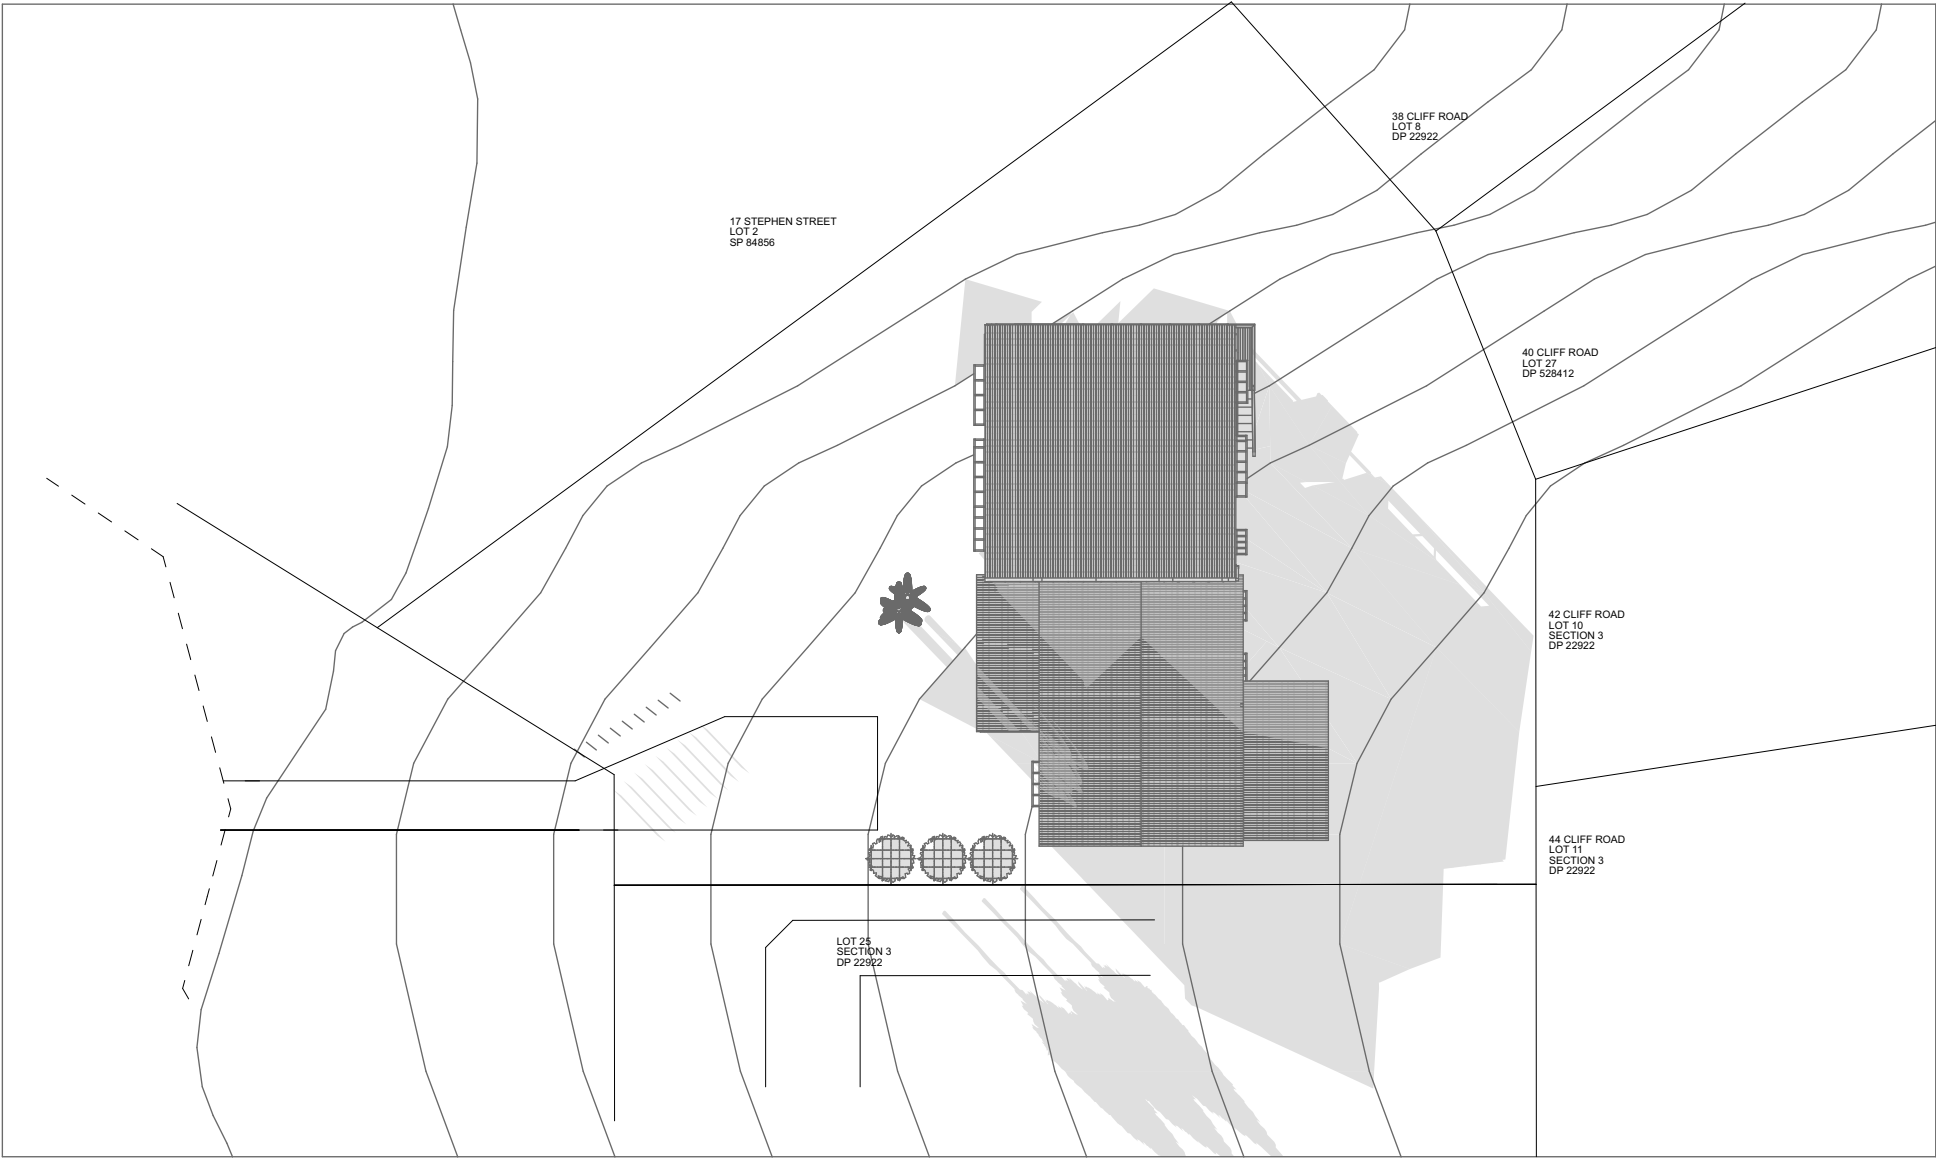 38 CLIFF ROAD
LOT 8
DP 22922
17 STEPHEN STREET
LOT 2
SP 84856
40 CLIFF ROAD
LOT 27
DP 528412
42 CLIFF ROAD
LOT 10
SECTION 3
DP 22922
44 CLIFF ROAD
LOT 11
SECTION 3
DP 22922
LOT 25
SECTION 3
DP 22922